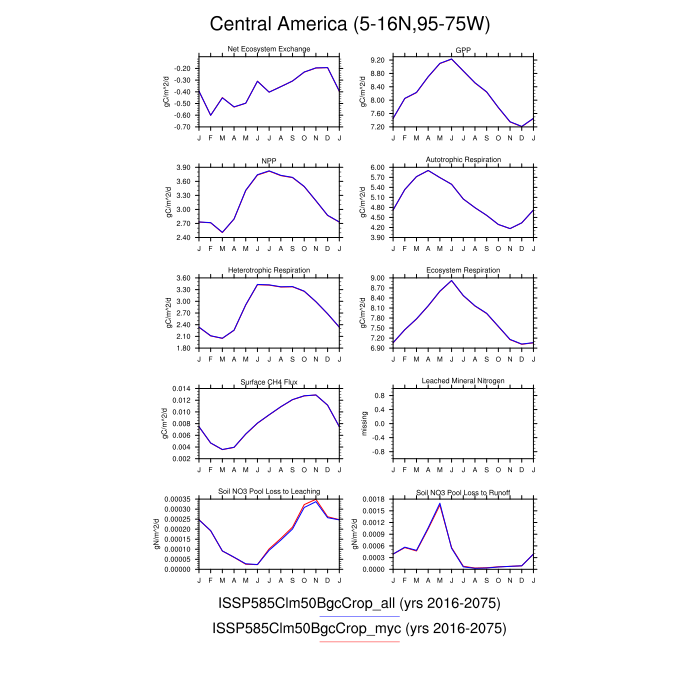 Central America (5-16N,95-75W)
Net Ecosystem Exchange
GPP
gC/m^2/d
-0.20
-0.30
-0.40
-0.50
-0.60
-0.70
J F M A M J J A S O N D J
gC/m^2/d
9.20
8.80
8.40
8.00
7.60
7.20
J F M A M J J A S O N D J
NPP
Autotrophic Respiration
gC/m^2/d
3.90
3.60
3.30
3.00
2.70
2.40
J F M A M J J A S O N D J
gC/m^2/d
6.00
5.70
5.40
5.10
4.80
4.50
4.20
3.90
J F M A M J J A S O N D J
Heterotrophic Respiration
Ecosystem Respiration
gC/m^2/d
3.60
3.30
3.00
2.70
2.40
2.10
1.80
J F M A M J J A S O N D J
gC/m^2/d
9.00
8.70
8.40
8.10
7.80
7.50
7.20
6.90
J F M A M J J A S O N D J
Surface CH4 Flux
Leached Mineral Nitrogen
gC/m^2/d
0.014
0.012
0.010
0.008
0.006
0.004
0.002
J F M A M J J A S O N D J
missing
0.8
0.4
0.0
-0.4
-0.8
J F M A M J J A S O N D J
Soil NO3 Pool Loss to Leaching
Soil NO3 Pool Loss to Runoff
gN/m^2/d
0.00035
0.00030
0.00025
0.00020
0.00015
0.00010
0.00005
0.00000
J F M A M J J A S O N D J
gN/m^2/d
0.0018
0.0015
0.0012
0.0009
0.0006
0.0003
0.0000
J F M A M J J A S O N D J
ISSP585Clm50BgcCrop_all (yrs 2016-2075)
ISSP585Clm50BgcCrop_myc (yrs 2016-2075)